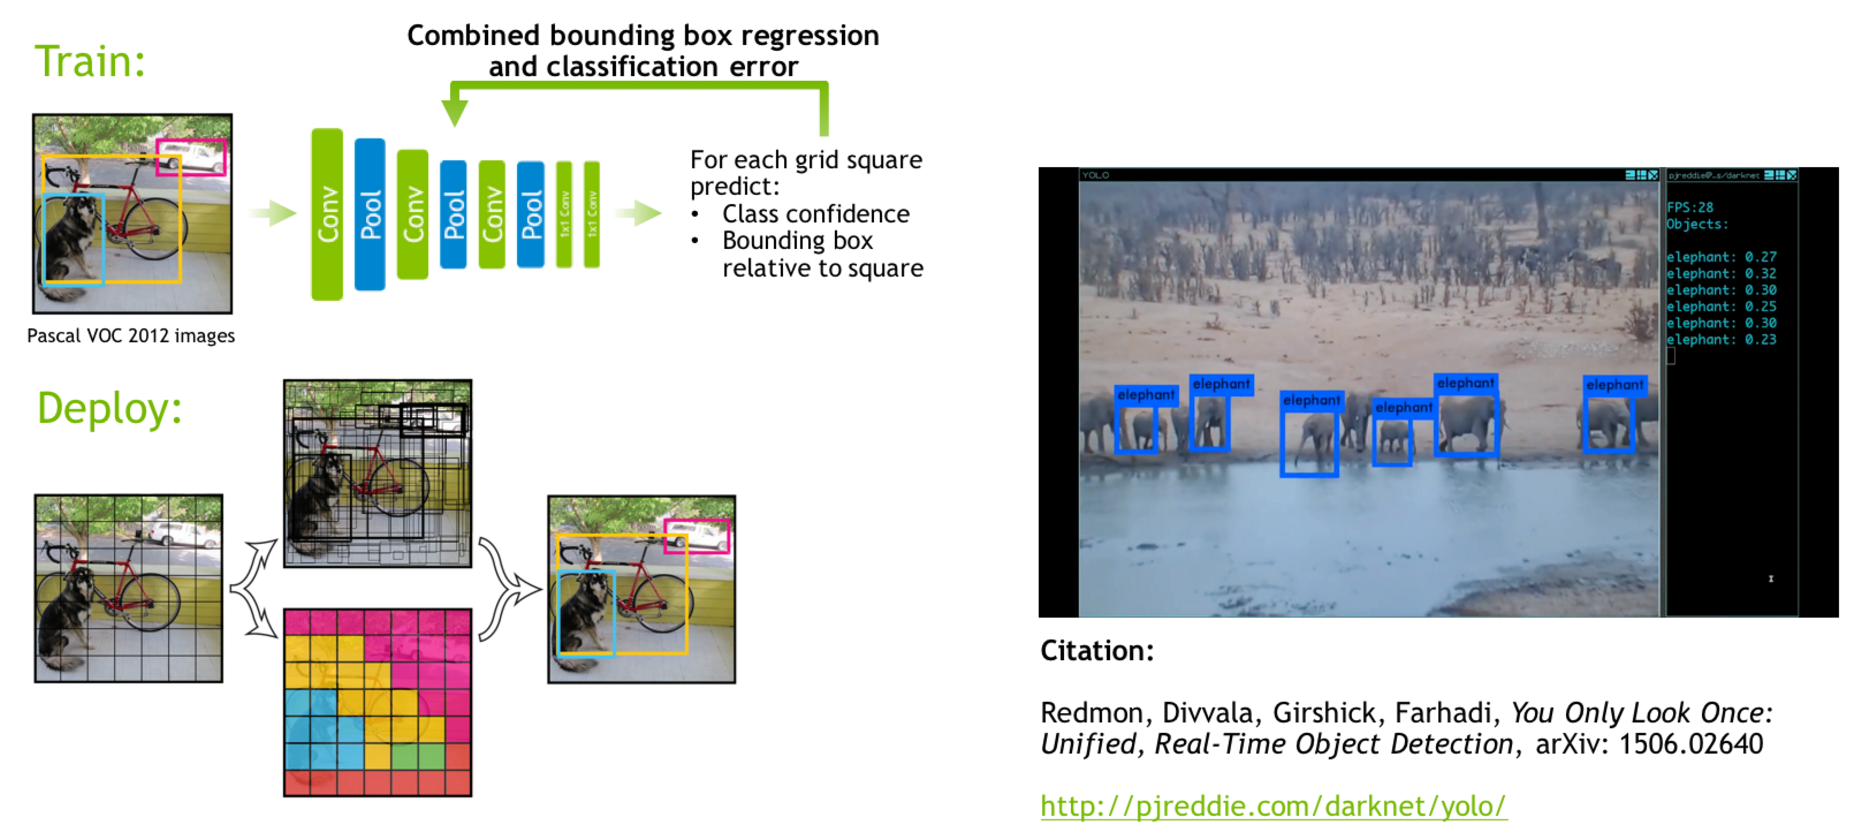 Train:
Combined bounding box regression
and classification error
Conv
Pool
Conv
Pool
Conv
Pool
1x1 Conv
1x1 Conv
For each grid square
predict:
• Class confidence
• Bounding box
relative to square
Pascal VOC 2012 images
Deploy:
YOLO
elephant
elephant
elephant
elephant
elephant
elephant
pjreddie@…s/darknet
FPS:28
Objects:
elephant: 0.27
elephant: 0.32
elephant: 0.30
elephant: 0.25
elephant: 0.30
elephant: 0.23
Citation:
Redmon, Divvala, Girshick, Farhadi, You Only Look Once:
Unified, Real-Time Object Detection, arXiv: 1506.02640
http://pjreddie.com/darknet/yolo/